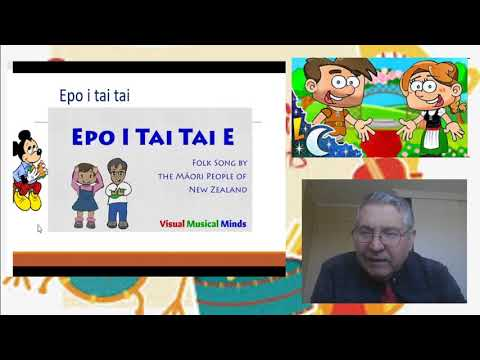 Epo i tai tai
EPO I TAI TAI E
FOLK SONG BY
THE MĀORI PEOPLE OF
NEW ZEALAND
Visual Musical Minds